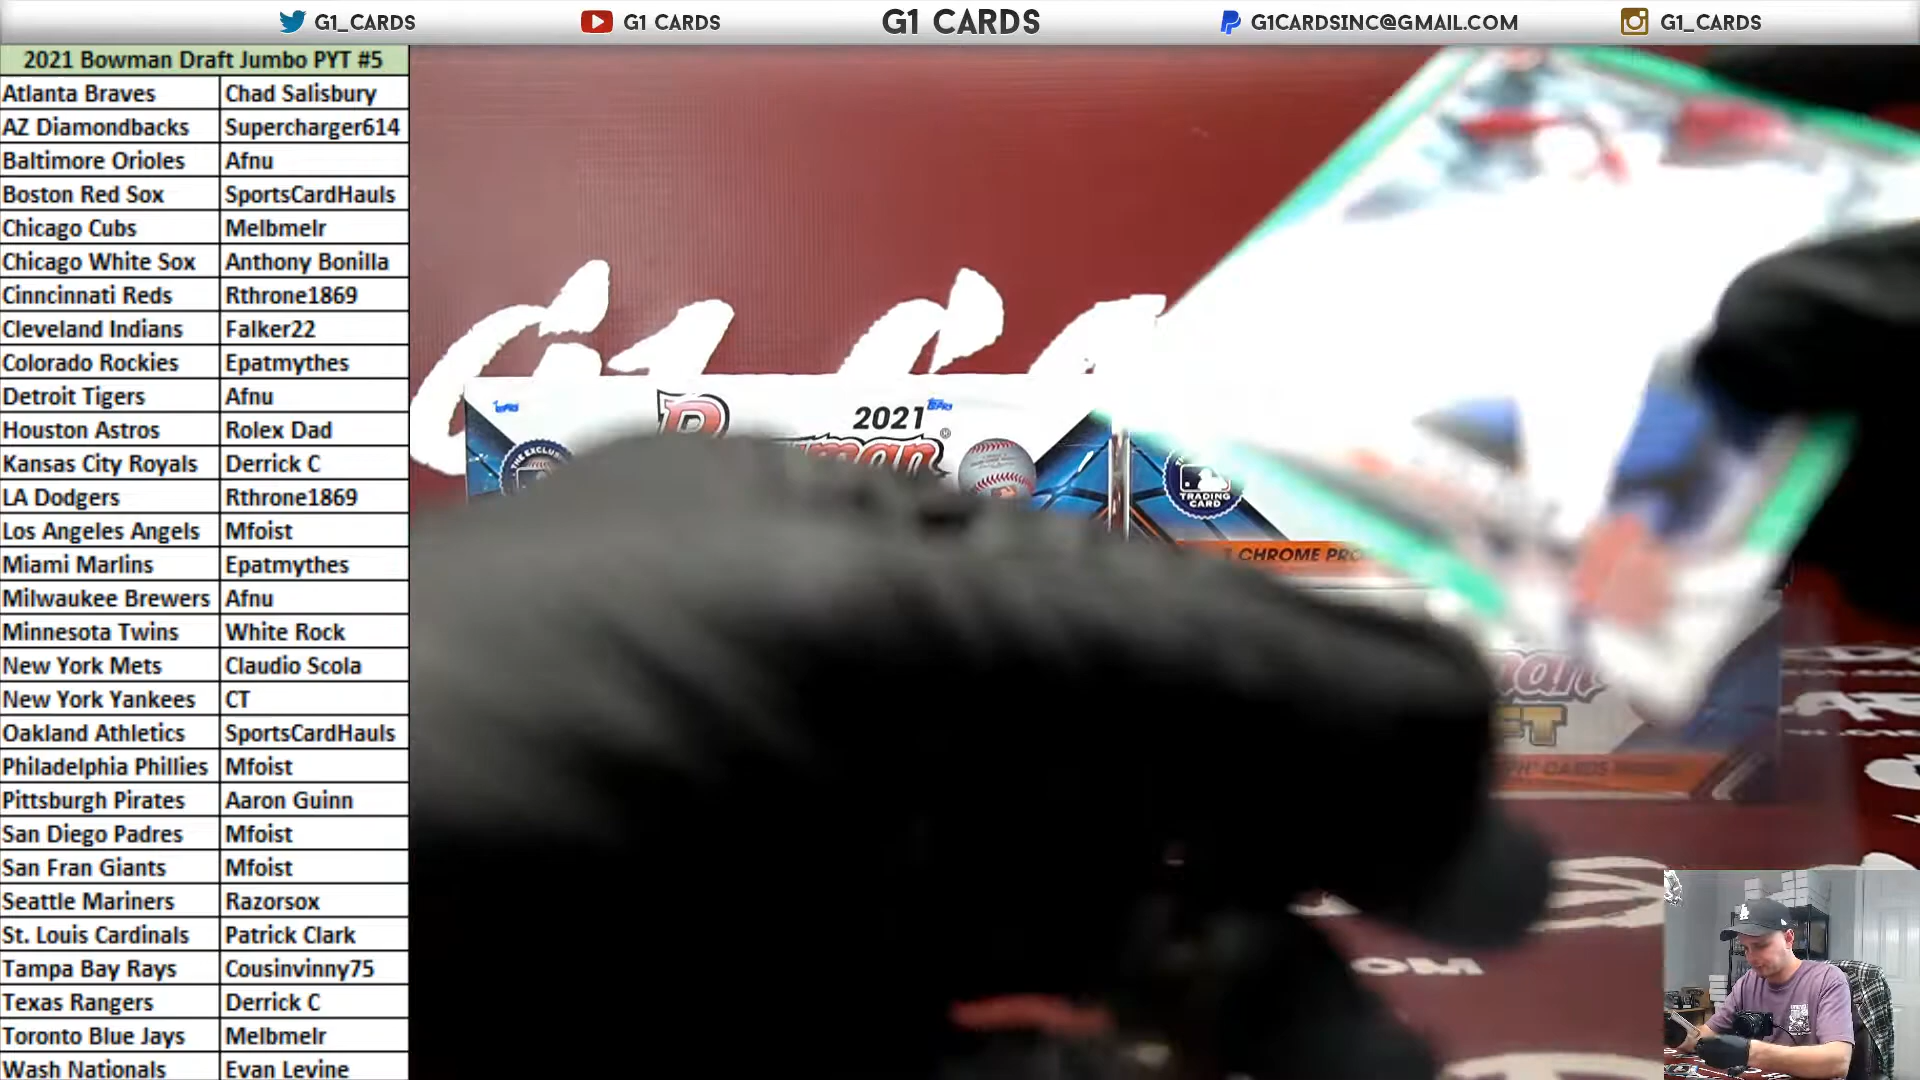 G1_CARDS G1 CARDS G1 CARDS G1CARDSINC@GMAIL.COM G1_CARDS
2021 Bowman Draft Jumbo PYT #5
Atlanta Braves Chad Salisbury
AZ Diamondbacks Supercharger614
Baltimore Orioles Afnu
Boston Red Sox SportsCardHauls
Chicago Cubs Melbmelr
Chicago White Sox Anthony Bonilla
Cinncinnati Reds Rthrone1869
Cleveland Indians Falker22
Colorado Rockies Epatmythes
Detroit Tigers Afnu
Houston Astros Rolex Dad
Kansas City Royals Derrick C
LA Dodgers Rthrone1869
Los Angeles Angels Mfoist
Miami Marlins Epatmythes
Milwaukee Brewers Afnu
Minnesota Twins White Rock
New York Mets Claudio Scola
New York Yankees CT
Oakland Athletics SportsCardHauls
Philadelphia Phillies Mfoist
Pittsburgh Pirates Aaron Guinn
San Diego Padres Mfoist
San Fran Giants Mfoist
Seattle Mariners Razorsox
St. Louis Cardinals Patrick Clark
Tampa Bay Rays Cousinvinny75
Texas Rangers Derrick C
Toronto Blue Jays Melbmelr
Wash Nationals Evan Levine
G1
topps
2021
topps
THE EXCLUS
TRADING
CARD
CHROME PRO